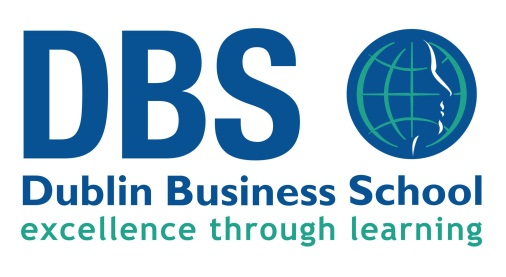 DBS
Dublin Business School
excellence through learning